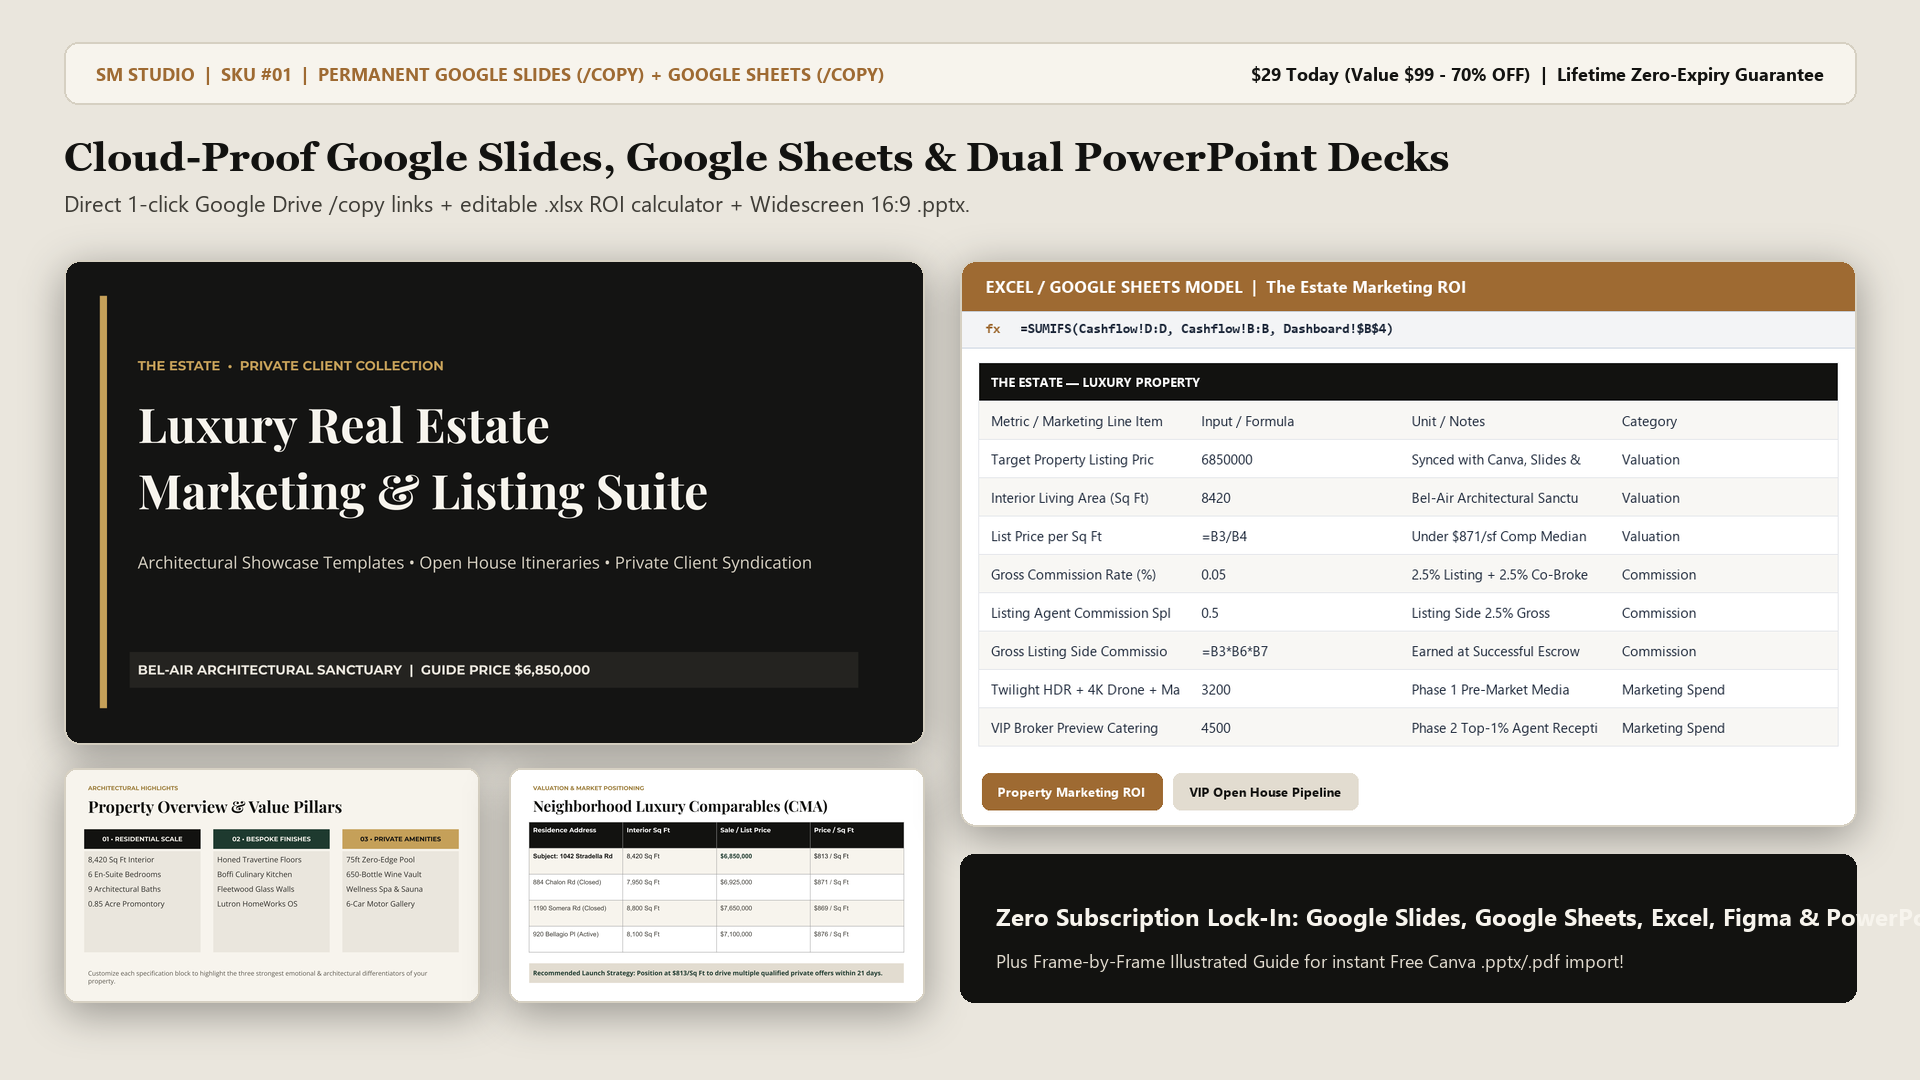 SM STUDIO | SKU #01 | PERMANENT GOOGLE SLIDES (/COPY) + GOOGLE SHEETS (/COPY)
$29 Today (Value $99 - 70% OFF) | Lifetime Zero-Expiry Guarantee
Cloud-Proof Google Slides, Google Sheets & Dual PowerPoint Decks
Direct 1-click Google Drive /copy links + editable .xlsx ROI calculator + Widescreen 16:9 .pptx.
THE ESTATE • PRIVATE CLIENT COLLECTION
Luxury Real Estate
Marketing & Listing Suite
Architectural Showcase Templates • Open House Itineraries • Private Client Syndication
BEL-AIR ARCHITECTURAL SANCTUARY | GUIDE PRICE $6,850,000
ARCHITECTURAL HIGHLIGHTS
Property Overview & Value Pillars
01 • RESIDENTIAL SCALE 02 • BESPOKE FINISHES 03 • PRIVATE AMENITIES
8,420 Sq Ft Interior Honed Travertine Floors 75ft Zero-Edge Pool
6 En-Suite Bedrooms Boffi Culinary Kitchen 650-Bottle Wine Vault
9 Architectural Baths Fleetwood Glass Walls Wellness Spa & Sauna
0.85 Acre Promontory Lutron HomeWorks OS 6-Car Motor Gallery
Customize each specification block to highlight the three strongest emotional & architectural differentiators of your
property.
VALUATION & MARKET POSITIONING
Neighborhood Luxury Comparables (CMA)
Residence Address Interior Sq Ft Sale / List Price Price / Sq Ft
Subject: 1042 Stradella Rd 8,420 Sq Ft $6,850,000 $813 / Sq Ft
884 Chalon Rd (Closed) 7,950 Sq Ft $6,925,000 $871 / Sq Ft
1190 Somera Rd (Closed) 8,800 Sq Ft $7,650,000 $869 / Sq Ft
920 Bellagio Pl (Active) 8,100 Sq Ft $7,100,000 $876 / Sq Ft
Recommended Launch Strategy: Position at $813/Sq Ft to drive multiple qualified private offers within 21 days.
EXCEL / GOOGLE SHEETS MODEL | The Estate Marketing ROI
fx =SUMIFS(Cashflow!D:D, Cashflow!B:B, Dashboard!$B$4)
THE ESTATE — LUXURY PROPERTY
Metric / Marketing Line Item Input / Formula Unit / Notes Category
Target Property Listing Pric 6850000 Synced with Canva, Slides & Valuation
Interior Living Area (Sq Ft) 8420 Bel-Air Architectural Sanctu Valuation
List Price per Sq Ft =B3/B4 Under $871/sf Comp Median Valuation
Gross Commission Rate (%) 0.05 2.5% Listing + 2.5% Co-Broke Commission
Listing Agent Commission Spl 0.5 Listing Side 2.5% Gross Commission
Gross Listing Side Commissio =B3*B6*B7 Earned at Successful Escrow Commission
Twilight HDR + 4K Drone + Ma 3200 Phase 1 Pre-Market Media Marketing Spend
VIP Broker Preview Catering 4500 Phase 2 Top-1% Agent Recepti Marketing Spend
Property Marketing ROI VIP Open House Pipeline
Zero Subscription Lock-In: Google Slides, Google Sheets, Excel, Figma & PowerPo
Plus Frame-by-Frame Illustrated Guide for instant Free Canva .pptx/.pdf import!